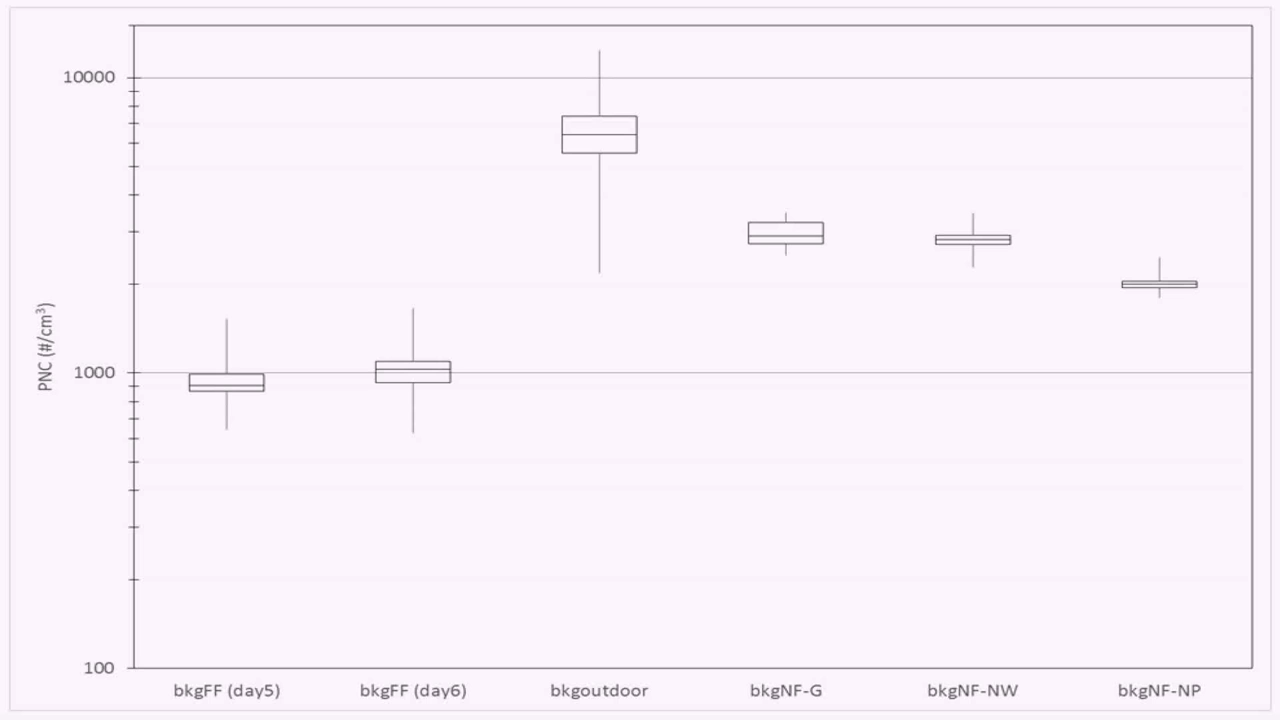 10000
1000
100
PNC (#/cm³)
bkgFF (day5)
bkgFF (day6)
bkgoutdoor
bkgNF-G
bkgNF-NW
bkgNF-NP